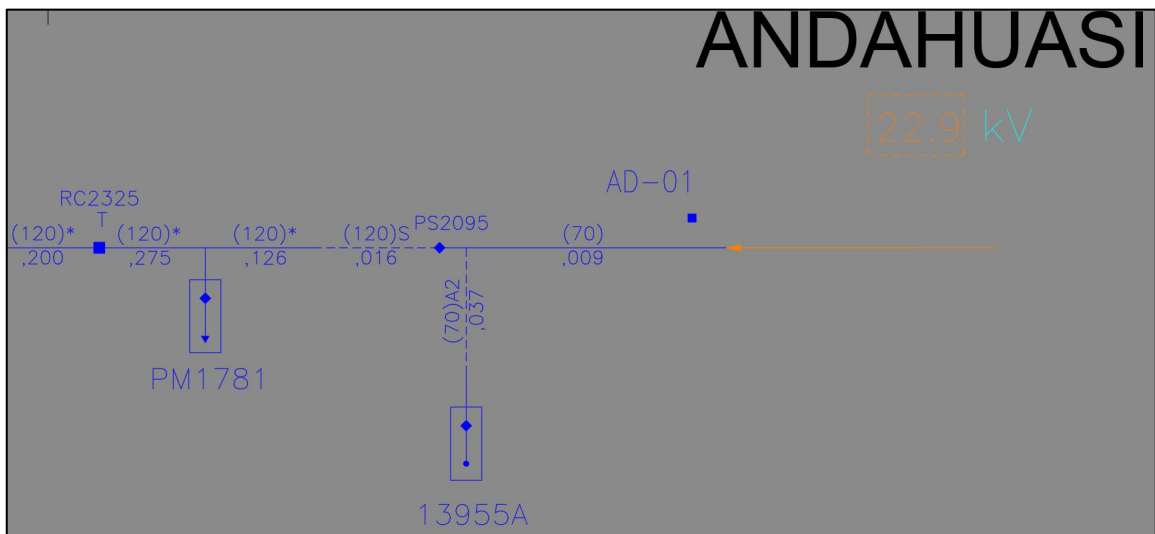 ANDAHUASI
22.9 kV
AD-01
RC2325
T
PS2095
(120)* (120)* (120)* (120)S (70)
,200 ,275 ,126 ,016 ,009
(70)A2
,037
PM1781
13955A